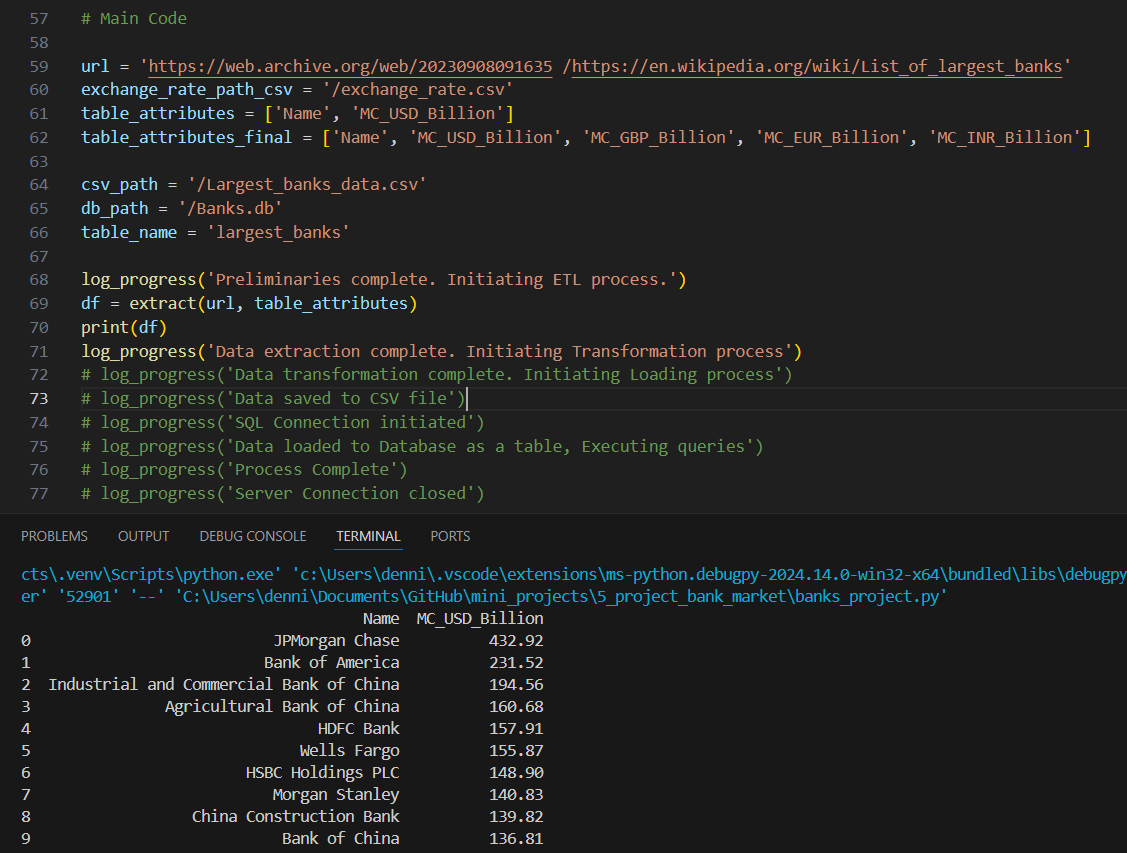 57 # Main Code
58
59 url = 'https://web.archive.org/web/20230908091635 /https://en.wikipedia.org/wiki/List_of_largest_banks'
60 exchange_rate_path_csv = '/exchange_rate.csv'
61 table_attributes = ['Name', 'MC_USD_Billion']
62 table_attributes_final = ['Name', 'MC_USD_Billion', 'MC_GBP_Billion', 'MC_EUR_Billion', 'MC_INR_Billion']
63
64 csv_path = '/Largest_banks_data.csv'
65 db_path = '/Banks.db'
66 table_name = 'largest_banks'
67
68 log_progress('Preliminaries complete. Initiating ETL process.')
69 df = extract(url, table_attributes)
70 print(df)
71 log_progress('Data extraction complete. Initiating Transformation process')
72 # log_progress('Data transformation complete. Initiating Loading process')
73 # log_progress('Data saved to CSV file')
74 # log_progress('SQL Connection initiated')
75 # log_progress('Data loaded to Database as a table, Executing queries')
76 # log_progress('Process Complete')
77 # log_progress('Server Connection closed')
PROBLEMS OUTPUT DEBUG CONSOLE TERMINAL PORTS
cts\.venv\Scripts\python.exe' 'c:\Users\denni\.vscode\extensions\ms-python.debugpy-2024.14.0-win32-x64\bundled\libs\debugpy
er' '52901' '--' 'C:\Users\denni\Documents\GitHub\mini_projects\5_project_bank_market\banks_project.py'
Name MC_USD_Billion
0 JPMorgan Chase 432.92
1 Bank of America 231.52
2 Industrial and Commercial Bank of China 194.56
3 Agricultural Bank of China 160.68
4 HDFC Bank 157.91
5 Wells Fargo 155.87
6 HSBC Holdings PLC 148.90
7 Morgan Stanley 140.83
8 China Construction Bank 139.82
9 Bank of China 136.81